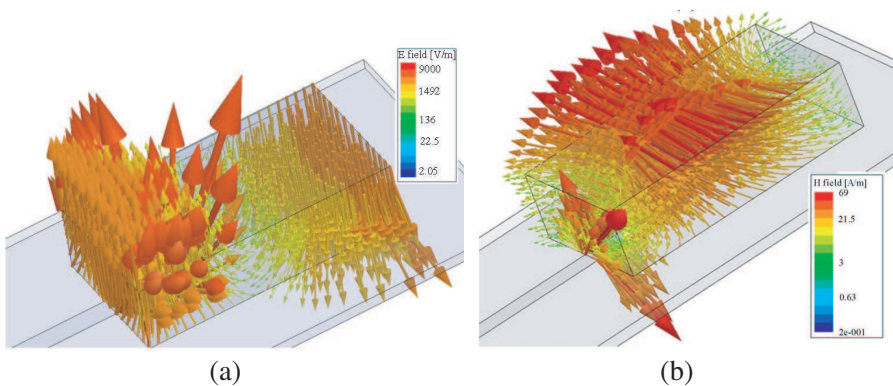 E field [V/m]
9000
1492
136
22.5
2.05
H field [A/m]
69
21.5
3
0.63
2e-001
(a)
(b)